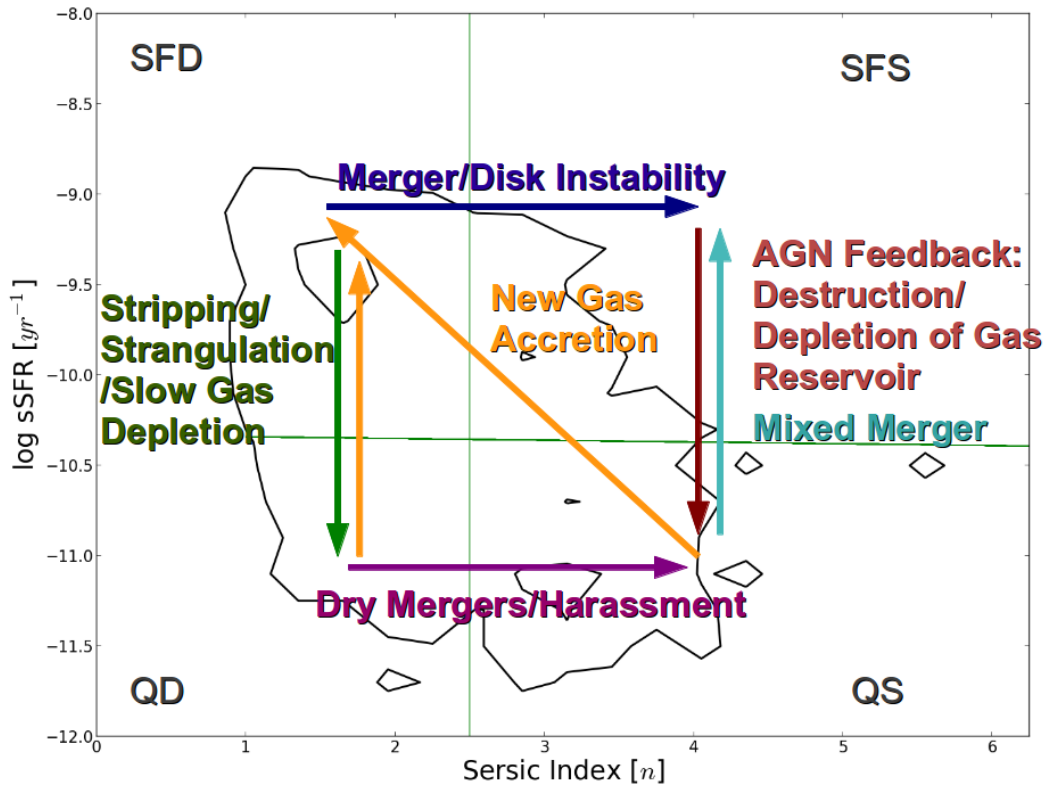 −8.0
SFD
SFS
−8.5
−9.0
Merger/Disk Instability
−9.5
−10.0
−10.5
−11.0
−11.5
−12.0
log sSFR [yr⁻¹]
Stripping/
Strangulation
/Slow Gas
Depletion
New Gas
Accretion
AGN Feedback:
Destruction/
Depletion of Gas
Reservoir
Mixed Merger
Dry Mergers/Harassment
QD
QS
0 1 2 3 4 5 6
Sersic Index [n]